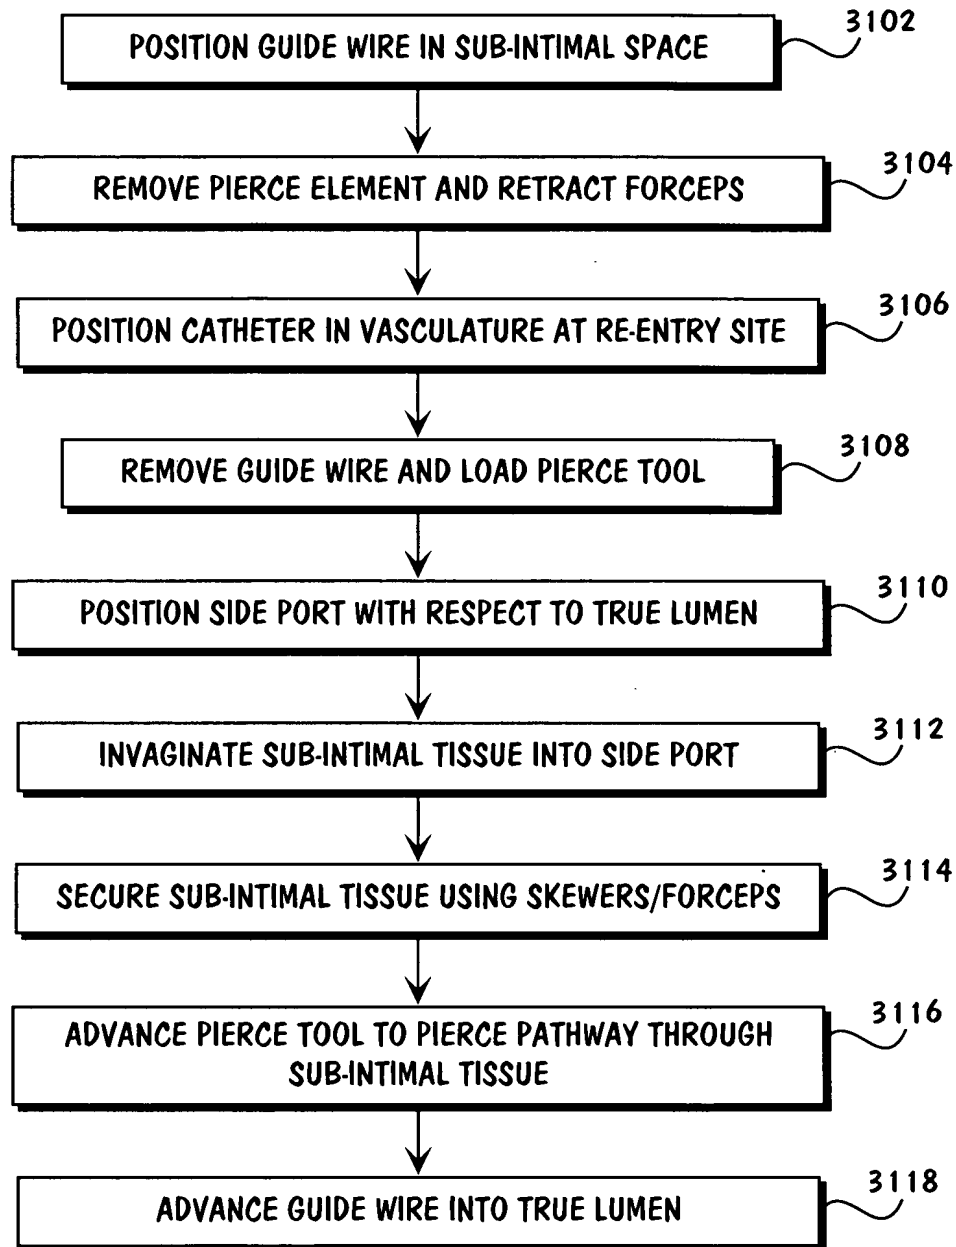 3102
POSITION GUIDE WIRE IN SUB-INTIMAL SPACE
3104
REMOVE PIERCE ELEMENT AND RETRACT FORCEPS
3106
POSITION CATHETER IN VASCULATURE AT RE-ENTRY SITE
3108
REMOVE GUIDE WIRE AND LOAD PIERCE TOOL
3110
POSITION SIDE PORT WITH RESPECT TO TRUE LUMEN
3112
INVAGINATE SUB-INTIMAL TISSUE INTO SIDE PORT
3114
SECURE SUB-INTIMAL TISSUE USING SKEWERS/FORCEPS
3116
ADVANCE PIERCE TOOL TO PIERCE PATHWAY THROUGH
SUB-INTIMAL TISSUE
3118
ADVANCE GUIDE WIRE INTO TRUE LUMEN